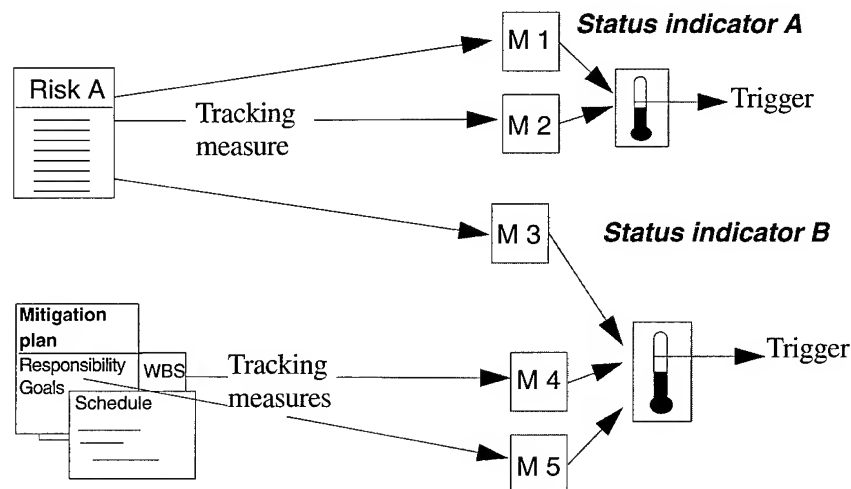 Status indicator A
M 1
Risk A
Trigger
Tracking
measure
M 2
M 3
Status indicator B
Mitigation
plan
Responsibility
Goals
WBS
Schedule
Tracking
measures
M 4
Trigger
M 5